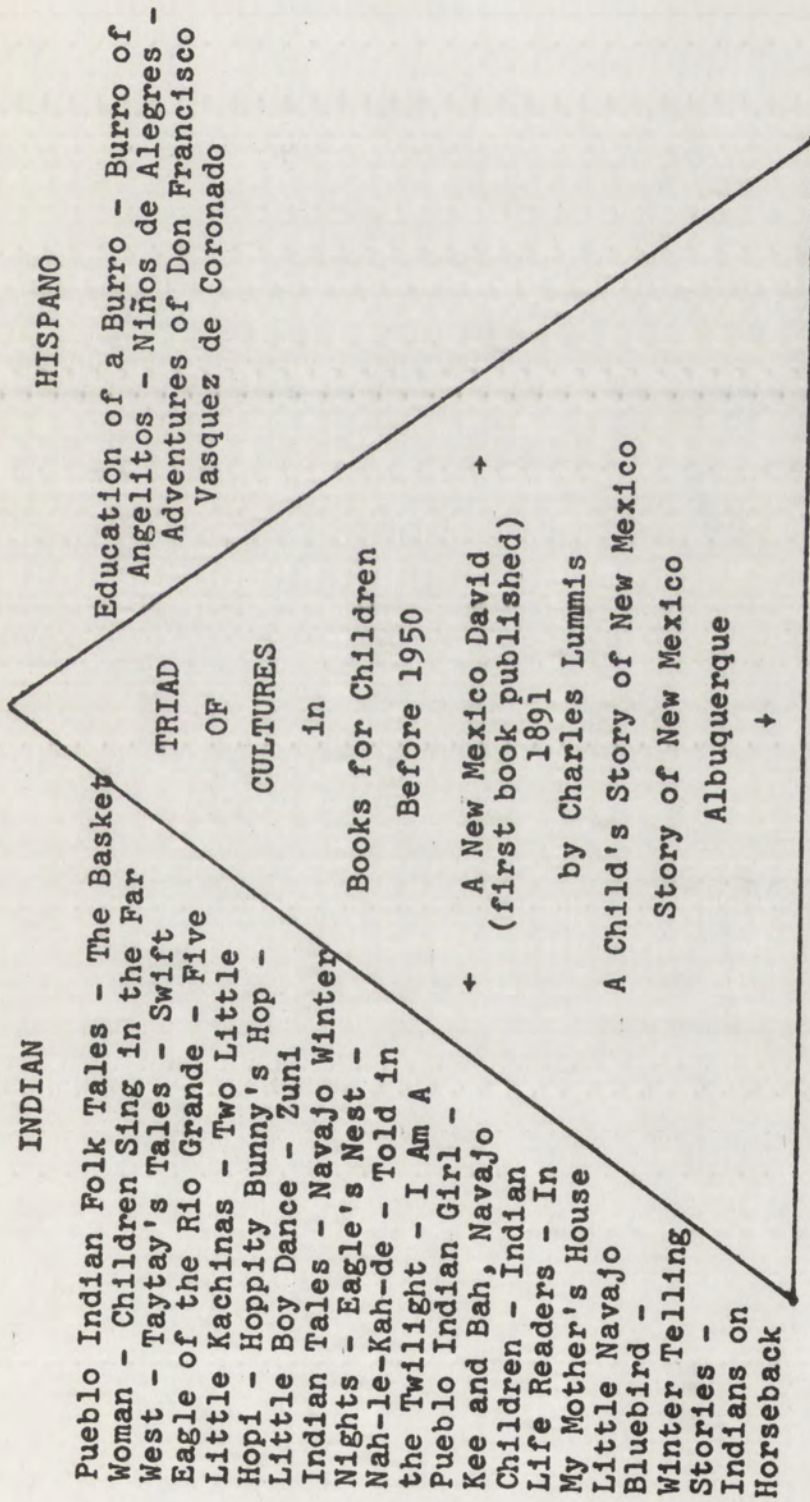 INDIAN
Pueblo Indian Folk Tales - The Basket
Woman - Children Sing in the Far
West - Taytay's Tales - Swift
Eagle of the Rio Grande - Five
Little Kachinas - Two Little
Hopi - Hoppity Bunny's Hop -
Little Boy Dance - Zuni
Indian Tales - Navajo Winter
Nights - Eagle's Nest -
Nah-le-Kah-de - Told in
the Twilight - I Am A
Pueblo Indian Girl -
Kee and Bah, Navajo
Children - Indian
Life Readers - In
My Mother's House
Little Navajo
Bluebird -
Winter Telling
Stories -
Indians on
Horseback
HISPANO
Education of a Burro - Burro of
Angelitos - Niños de Alegres -
Adventures of Don Francisco
Vasquez de Coronado
TRIAD
OF
CULTURES
in
Books for Children
Before 1950
A New Mexico David
(first book published)
1891
by Charles Lummis
A Child's Story of New Mexico
Story of New Mexico
Albuquerque